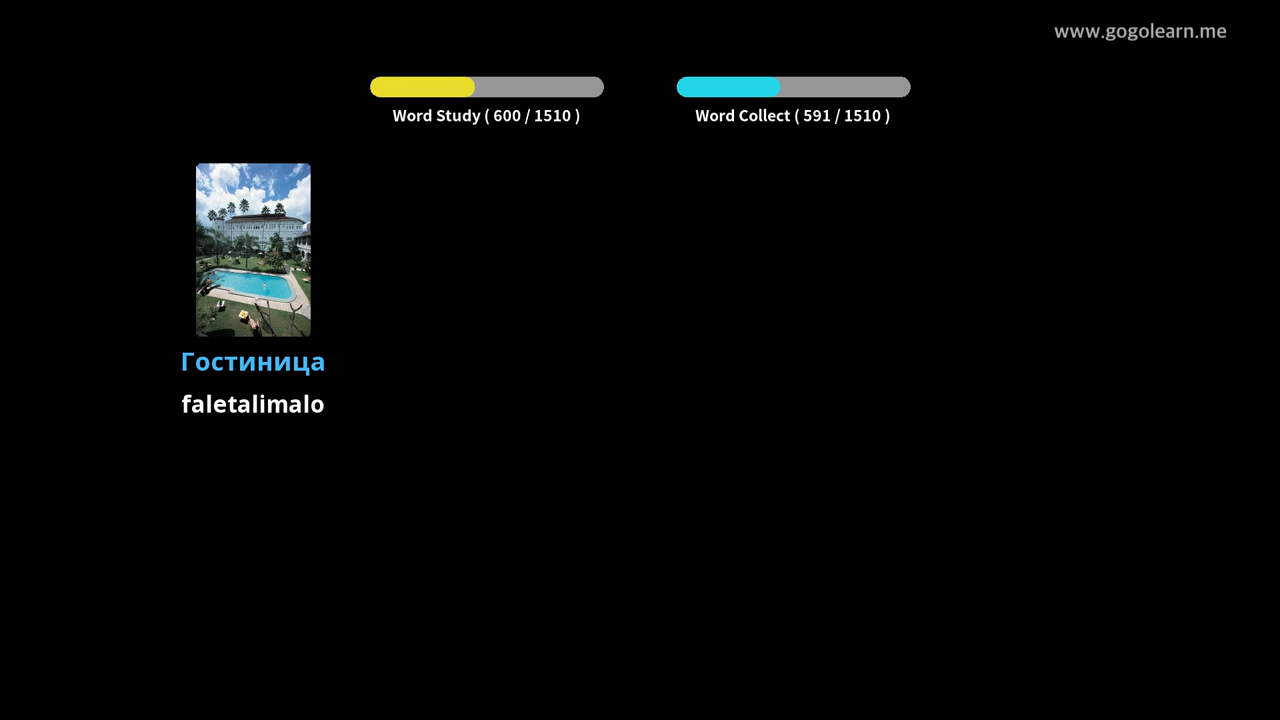 www.gogolearn.me
Word Study ( 600 / 1510 )
Word Collect ( 591 / 1510 )
Гостиница
faletalimalo